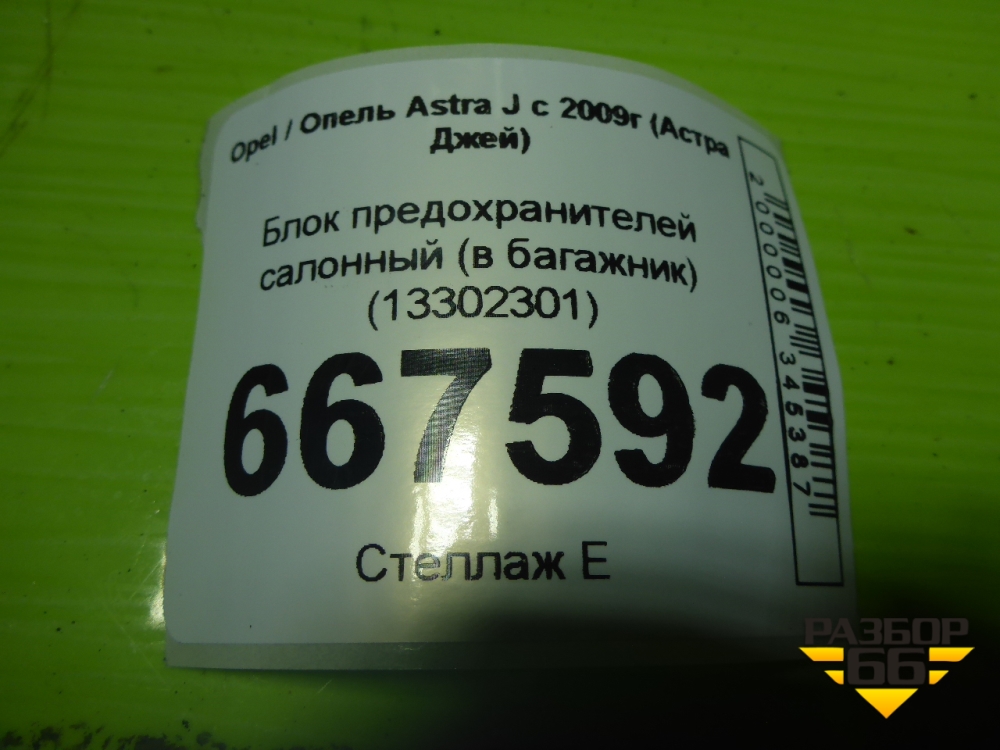 Opel / Опель Astra J с 2009г (Астра
Джей)
Блок предохранителей
салонный (в багажник)
(13302301)
667592
Стеллаж Е
2000006345387
РАЗБОР
66